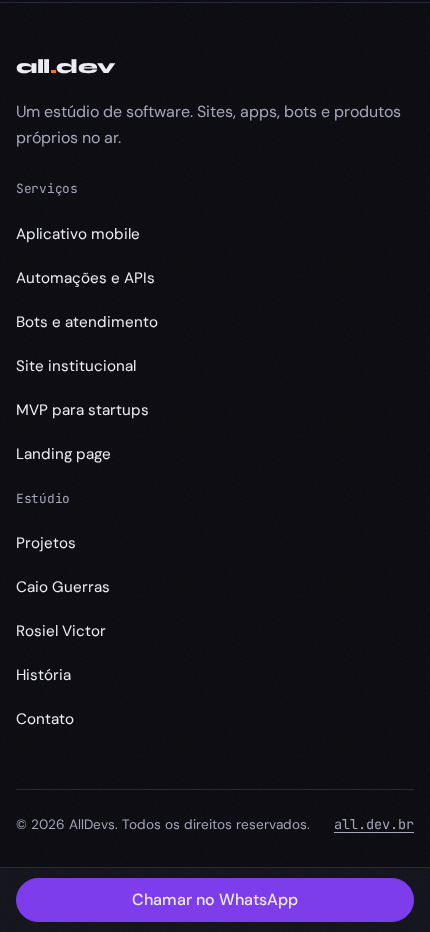 all.dev
Um estúdio de software. Sites, apps, bots e produtos
próprios no ar.
Serviços
Aplicativo mobile
Automações e APIs
Bots e atendimento
Site institucional
MVP para startups
Landing page
Estúdio
Projetos
Caio Guerras
Rosiel Victor
História
Contato
© 2026 AllDevs. Todos os direitos reservados. all.dev.br
Chamar no WhatsApp